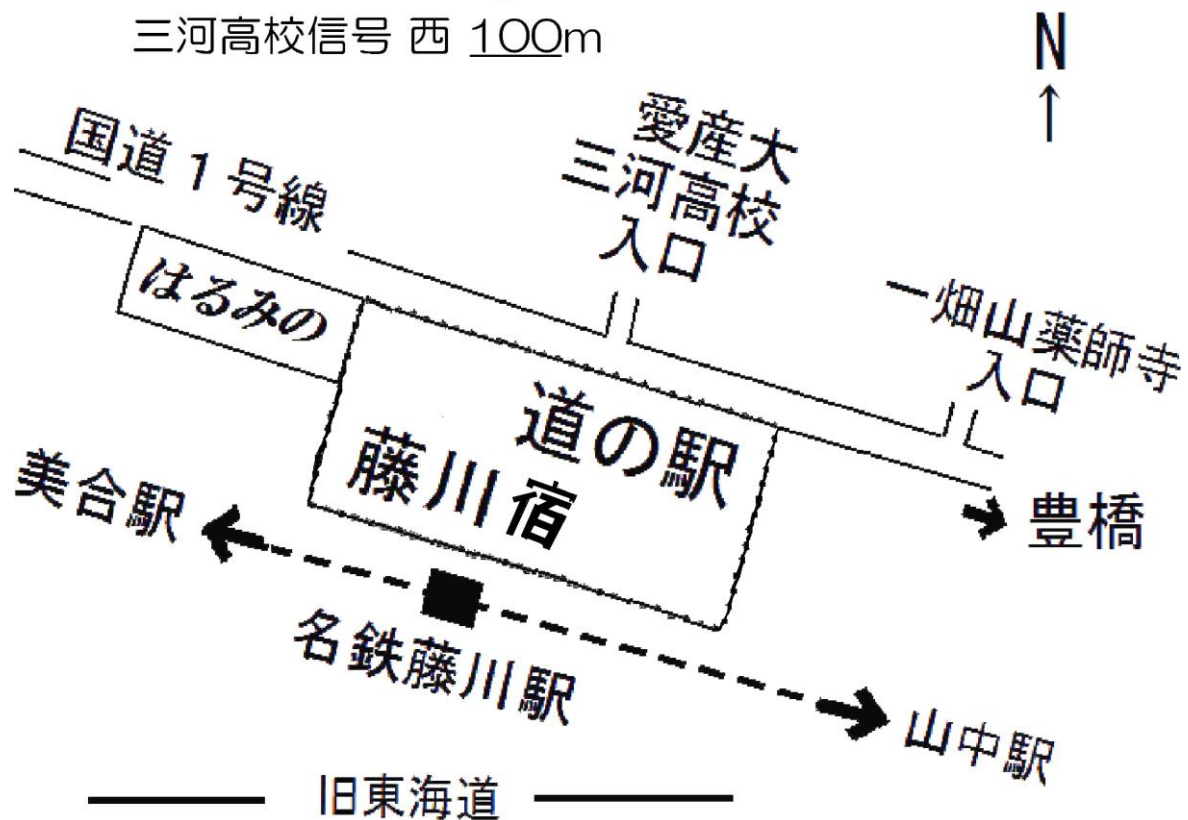 三河高校信号 西 100m
N
↑
国道1号線
愛産大
三河高校
入口
一畑山薬師寺
入口
はるみの
道の駅
藤川宿
美合駅
豊橋
名鉄藤川駅
山中駅
旧東海道